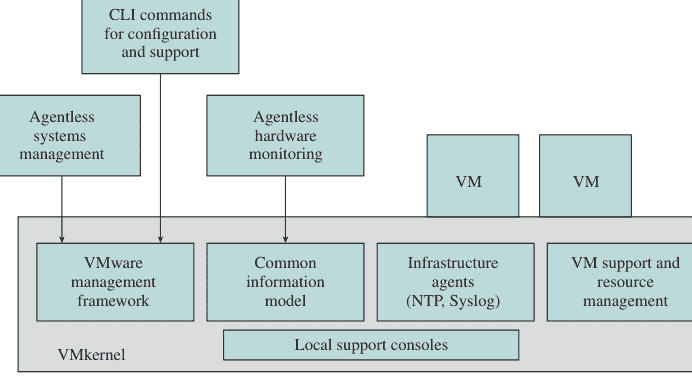 CLI commands
for configuration
and support
Agentless
systems
management
Agentless
hardware
monitoring
VM
VM
VMware
management
framework
Common
information
model
Infrastructure
agents
(NTP, Syslog)
VM support and
resource
management
Local support consoles
VMkernel